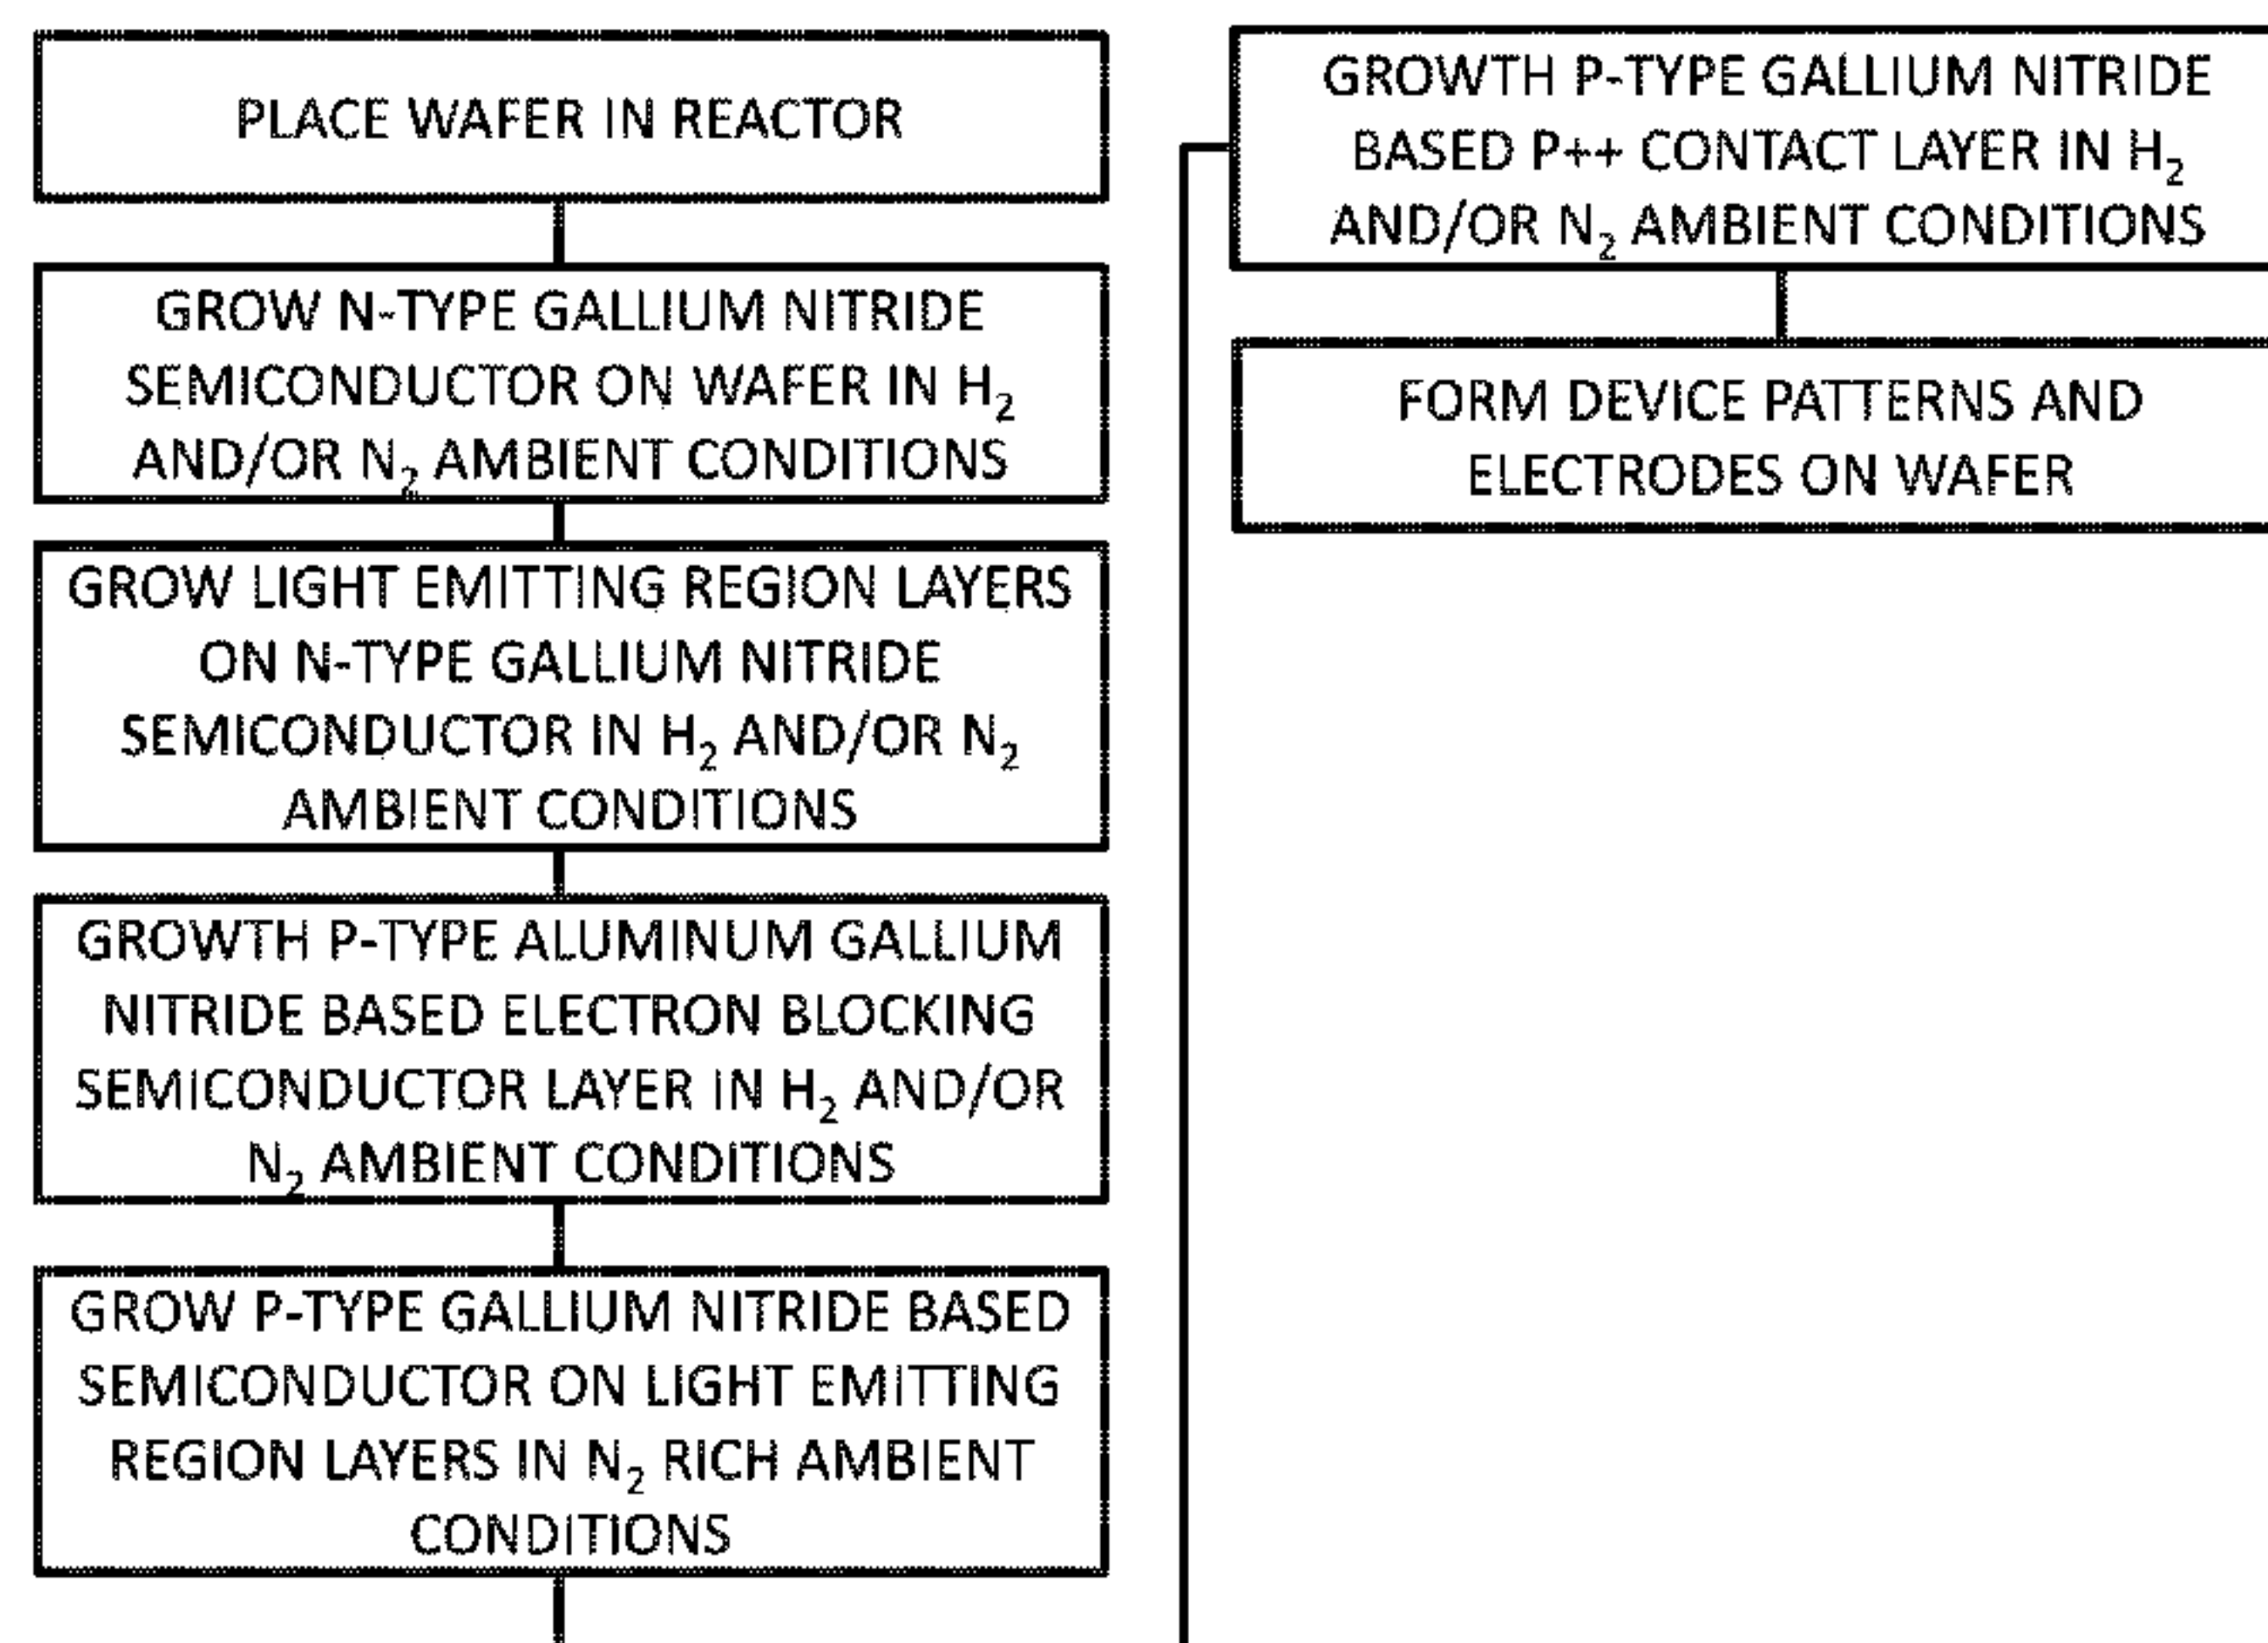 PLACE WAFER IN REACTOR
GROW N-TYPE GALLIUM NITRIDE
SEMICONDUCTOR ON WAFER IN H₂
AND/OR N₂ AMBIENT CONDITIONS
GROW LIGHT EMITTING REGION LAYERS
ON N-TYPE GALLIUM NITRIDE
SEMICONDUCTOR IN H₂ AND/OR N₂
AMBIENT CONDITIONS
GROWTH P-TYPE ALUMINUM GALLIUM
NITRIDE BASED ELECTRON BLOCKING
SEMICONDUCTOR LAYER IN H₂ AND/OR
N₂ AMBIENT CONDITIONS
GROW P-TYPE GALLIUM NITRIDE BASED
SEMICONDUCTOR ON LIGHT EMITTING
REGION LAYERS IN N₂ RICH AMBIENT
CONDITIONS
GROWTH P-TYPE GALLIUM NITRIDE
BASED P++ CONTACT LAYER IN H₂
AND/OR N₂ AMBIENT CONDITIONS
FORM DEVICE PATTERNS AND
ELECTRODES ON WAFER